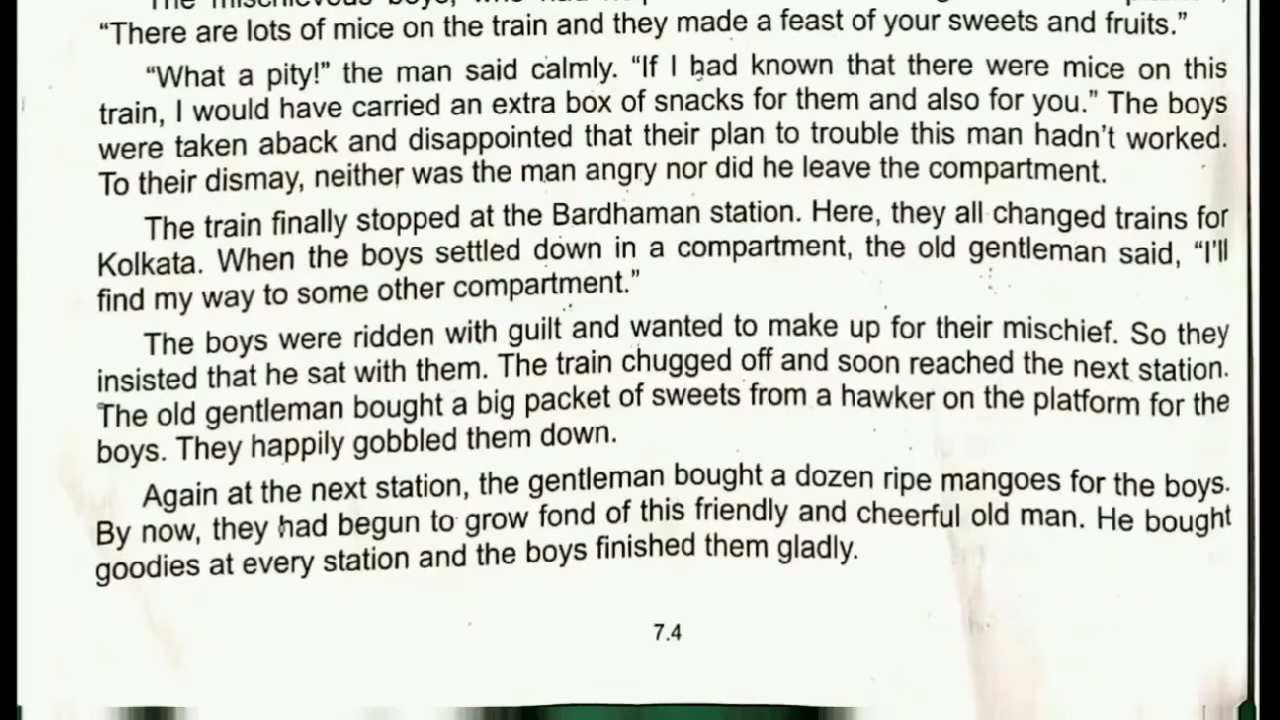 The mischievous boys,
“There are lots of mice on the train and they made a feast of your sweets and fruits.”
“What a pity!” the man said calmly. “If I had known that there were mice on this
train, I would have carried an extra box of snacks for them and also for you.” The boys
were taken aback and disappointed that their plan to trouble this man hadn’t worked.
To their dismay, neither was the man angry nor did he leave the compartment.
The train finally stopped at the Bardhaman station. Here, they all changed trains for
Kolkata. When the boys settled down in a compartment, the old gentleman said, “I’ll
find my way to some other compartment.”
The boys were ridden with guilt and wanted to make up for their mischief. So they
insisted that he sat with them. The train chugged off and soon reached the next station.
The old gentleman bought a big packet of sweets from a hawker on the platform for the
boys. They happily gobbled them down.
Again at the next station, the gentleman bought a dozen ripe mangoes for the boys.
By now, they had begun to grow fond of this friendly and cheerful old man. He bought
goodies at every station and the boys finished them gladly.
7.4